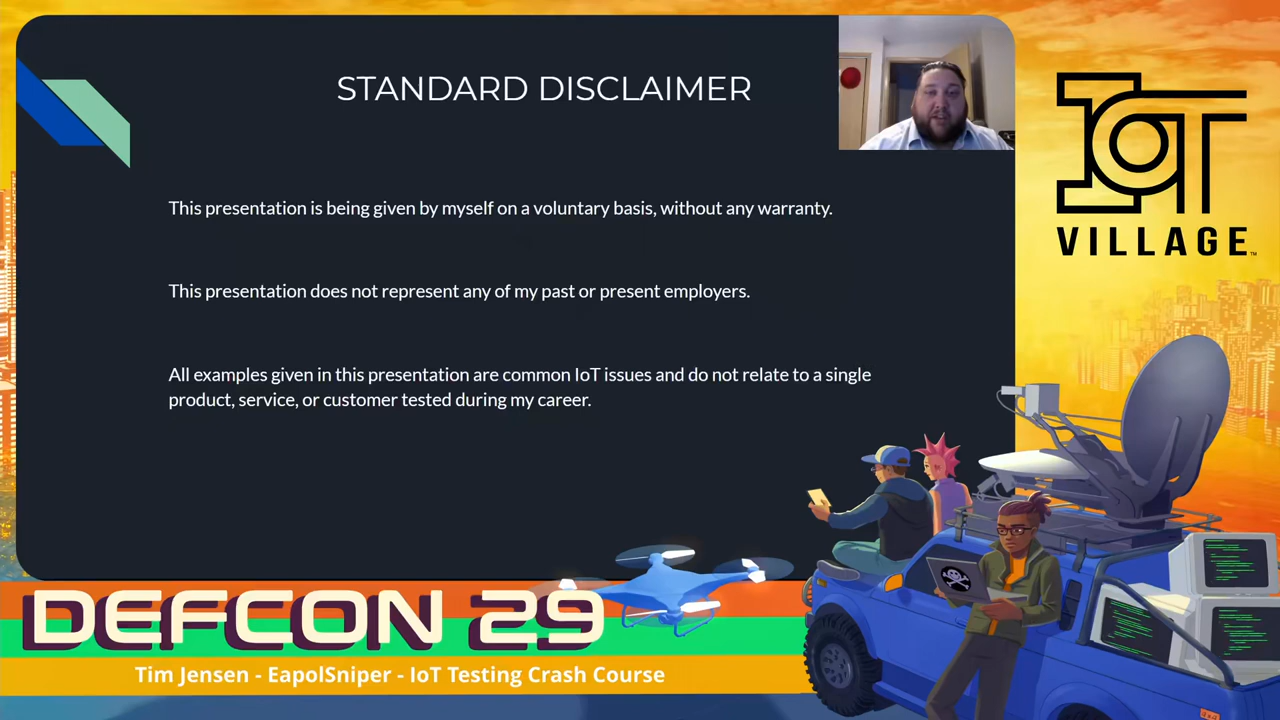 STANDARD DISCLAIMER
This presentation is being given by myself on a voluntary basis, without any warranty.
This presentation does not represent any of my past or present employers.
All examples given in this presentation are common IoT issues and do not relate to a single
product, service, or customer tested during my career.
IOT
VILLAGE™
DEFCON 29
Tim Jensen - EapolSniper - IoT Testing Crash Course